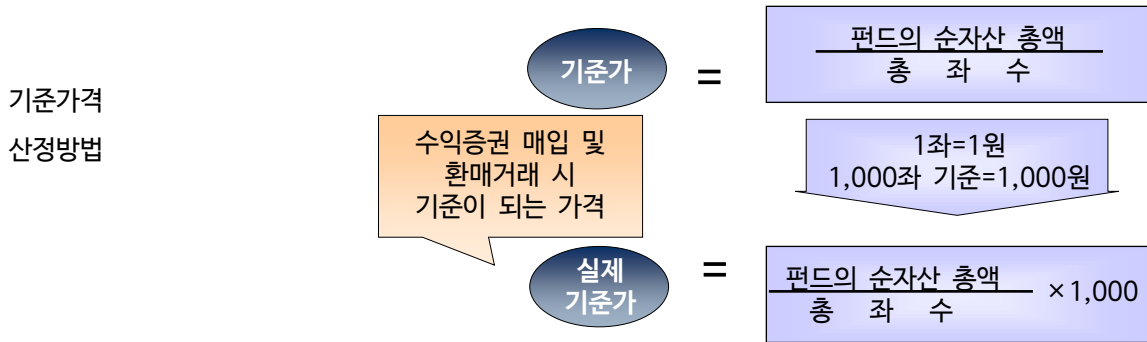 기준가격
산정방법
기준가
=
펀드의 순자산 총액
총 좌 수
수익증권 매입 및
환매거래 시
기준이 되는 가격
1좌=1원
1,000좌 기준=1,000원
실제
기준가
=
펀드의 순자산 총액
총 좌 수
×1,000